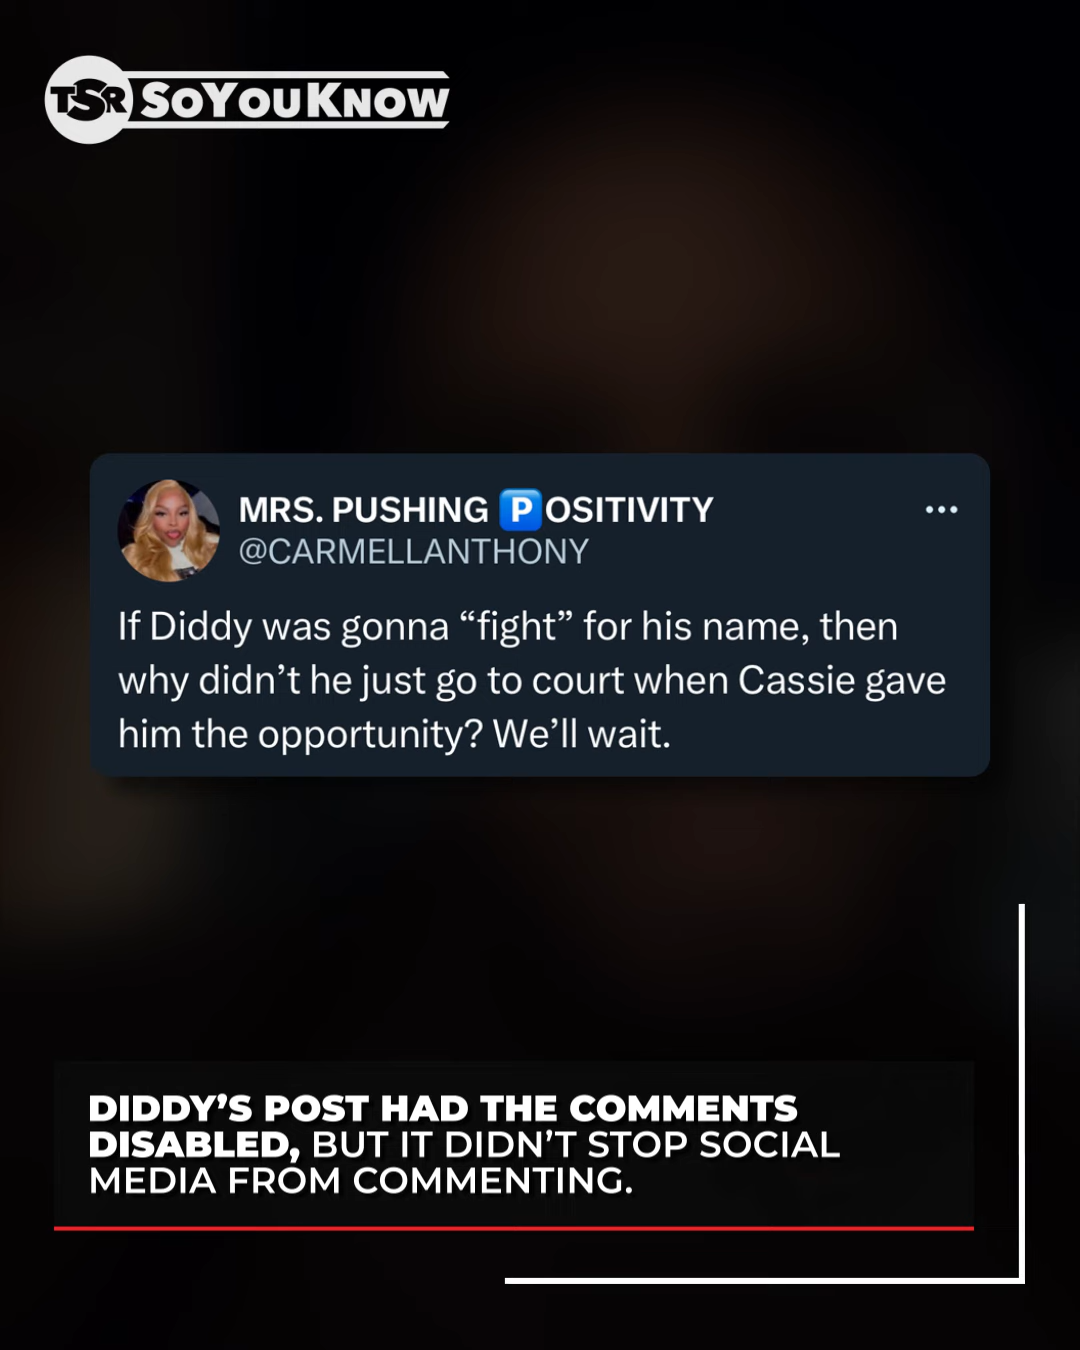 TSR SOYOUKNOW
MRS. PUSHING 🅿️OSITIVITY
@CARMELLANTHONY
If Diddy was gonna “fight” for his name, then
why didn’t he just go to court when Cassie gave
him the opportunity? We’ll wait.
DIDDY’S POST HAD THE COMMENTS
DISABLED, BUT IT DIDN’T STOP SOCIAL
MEDIA FROM COMMENTING.